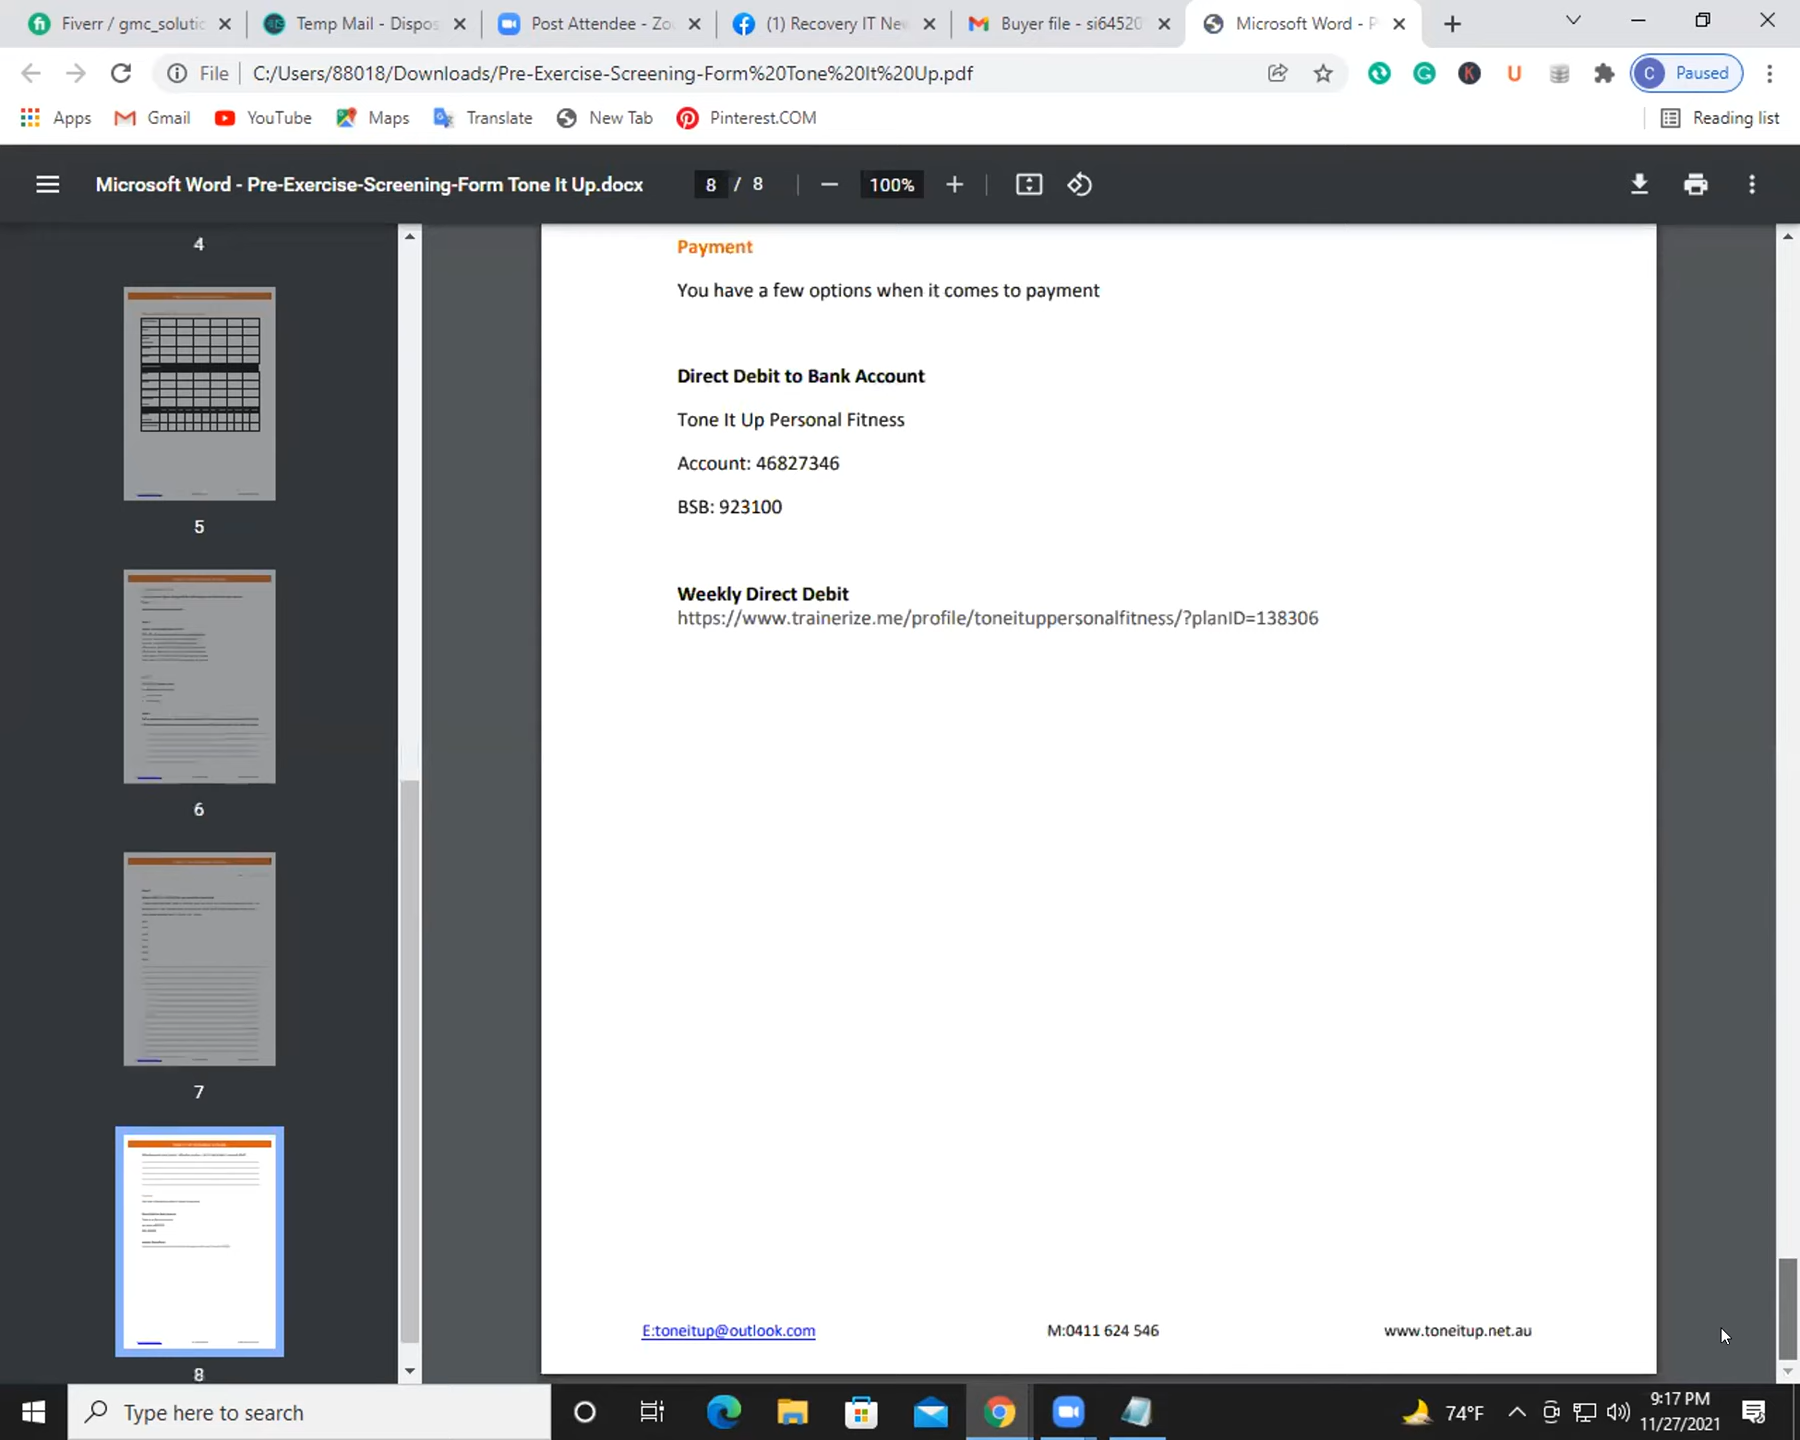 Fiverr / gmc_solutic
Temp Mail - Dispos
Post Attendee - Zo
(1) Recovery IT Ne
Buyer file - si64520
Microsoft Word - P
File
C:/Users/88018/Downloads/Pre-Exercise-Screening-Form%20Tone%20It%20Up.pdf
K
U
C
Paused
Apps
Gmail
YouTube
Maps
Translate
New Tab
Pinterest.COM
Reading list
Microsoft Word - Pre-Exercise-Screening-Form Tone It Up.docx
8 / 8
100%
4
5
6
7
8
Payment
You have a few options when it comes to payment
Direct Debit to Bank Account
Tone It Up Personal Fitness
Account: 46827346
BSB: 923100
Weekly Direct Debit
https://www.trainerize.me/profile/toneituppersonalfitness/?planID=138306
E:toneitup@outlook.com
M:0411 624 546
www.toneitup.net.au
Type here to search
74°F
9:17 PM
11/27/2021